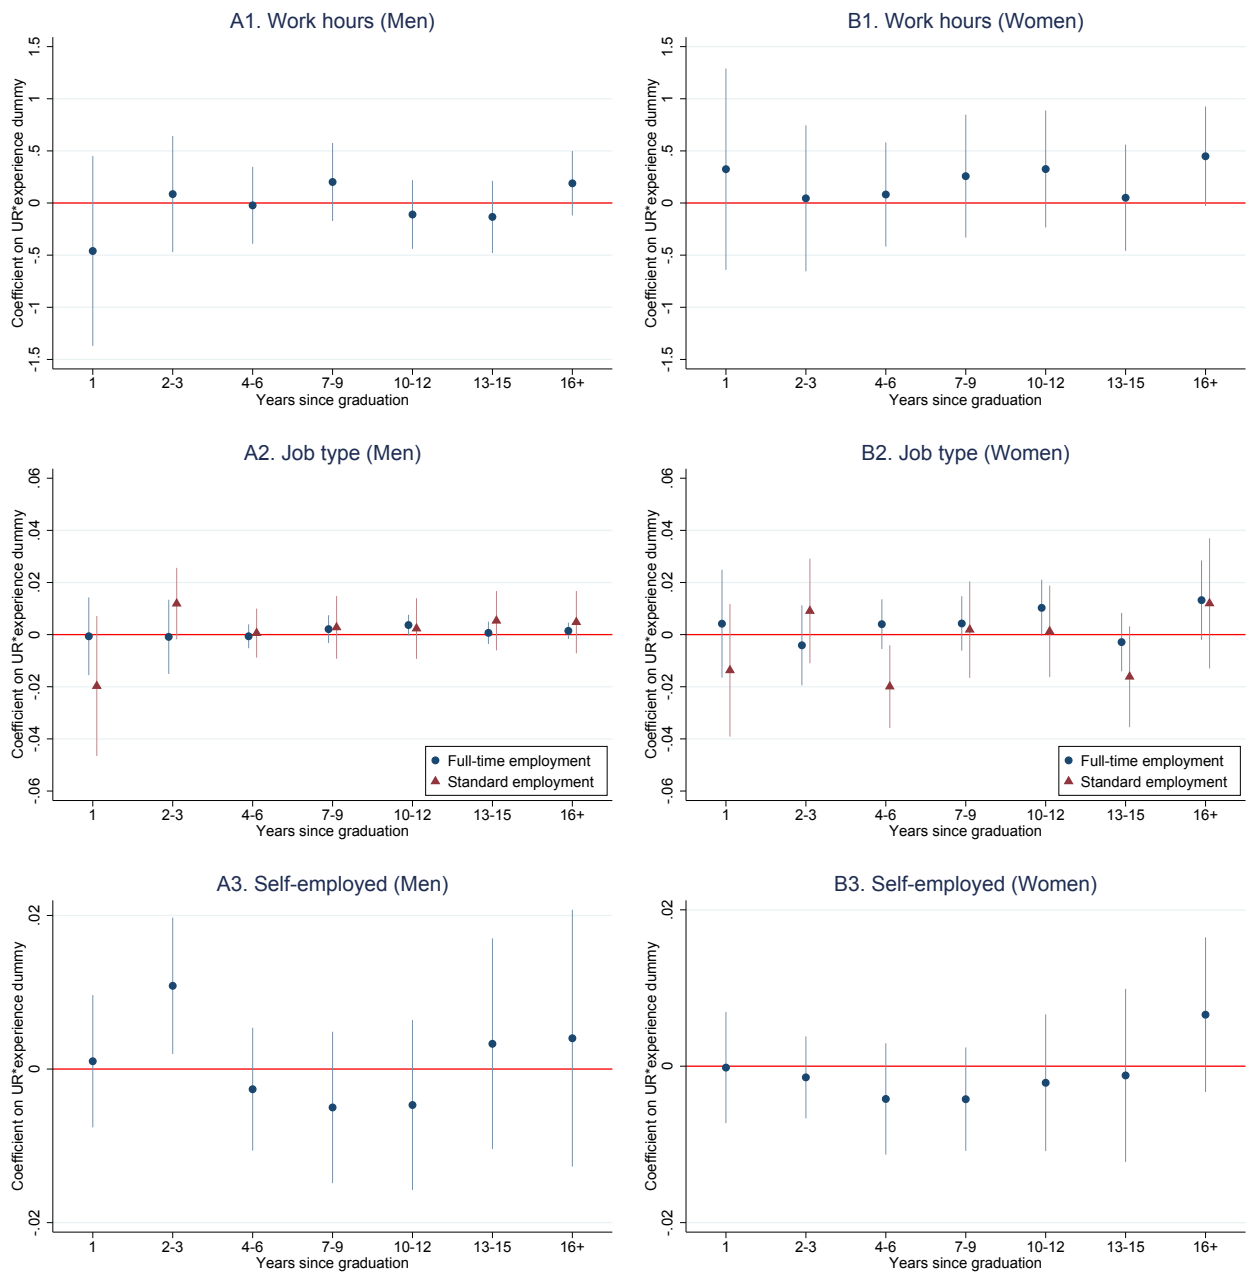 A1. Work hours (Men)
Coefficient on UR*experience dummy
1.5
1
.5
0
-.5
-1
-1.5
1 2-3 4-6 7-9 10-12 13-15 16+
Years since graduation
B1. Work hours (Women)
Coefficient on UR*experience dummy
1.5
1
.5
0
-.5
-1
-1.5
1 2-3 4-6 7-9 10-12 13-15 16+
Years since graduation
A2. Job type (Men)
Coefficient on UR*experience dummy
.06
.04
.02
0
-.02
-.04
-.06
Full-time employment
Standard employment
1 2-3 4-6 7-9 10-12 13-15 16+
Years since graduation
B2. Job type (Women)
Coefficient on UR*experience dummy
.06
.04
.02
0
-.02
-.04
-.06
Full-time employment
Standard employment
1 2-3 4-6 7-9 10-12 13-15 16+
Years since graduation
A3. Self-employed (Men)
Coefficient on UR*experience dummy
.02
0
-.02
1 2-3 4-6 7-9 10-12 13-15 16+
Years since graduation
B3. Self-employed (Women)
Coefficient on UR*experience dummy
.02
0
-.02
1 2-3 4-6 7-9 10-12 13-15 16+
Years since graduation